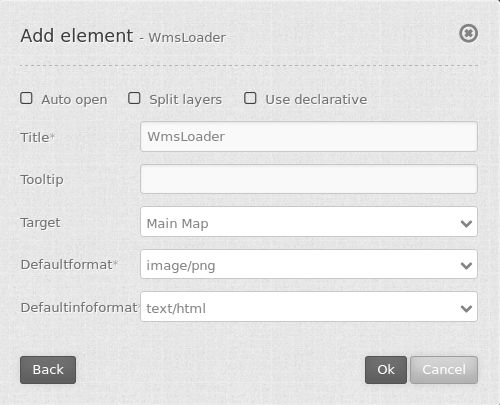 Add element - WmsLoader
Auto open Split layers Use declarative
Title* WmsLoader
Tooltip
Target Main Map
Defaultformat* image/png
Defaultinfoformat text/html
Back Ok Cancel